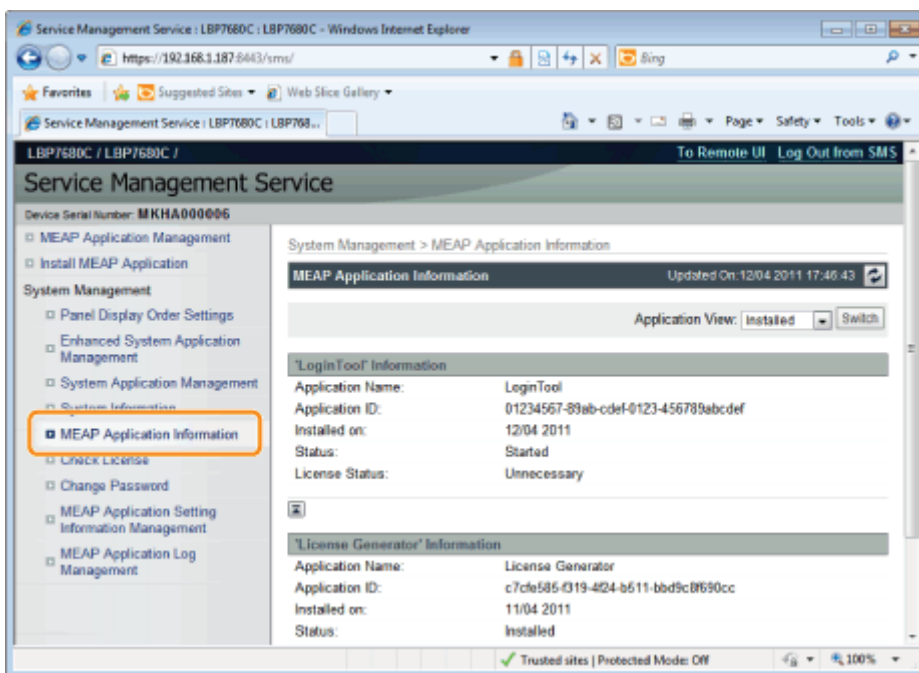 Service Management Service : LBP7680C : LBP7680C - Windows Internet Explorer
https://192.168.1.187:8443/sms/
Bing
Favorites Suggested Sites Web Slice Gallery
Service Management Service : LBP7680C : LBP768... Page Safety Tools
LBP7680C / LBP7680C / To Remote UI Log Out from SMS
Service Management Service
Device Serial Number: MKHA000006
MEAP Application Management
Install MEAP Application
System Management
Panel Display Order Settings
Enhanced System Application
Management
System Application Management
System Information
MEAP Application Information
Check License
Change Password
MEAP Application Setting
Information Management
MEAP Application Log
Management
System Management > MEAP Application Information
MEAP Application Information Updated On:12/04 2011 17:46:43
Application View: Installed Switch
'LoginTool' Information
Application Name: LoginTool
Application ID: 01234567-89ab-cdef-0123-456789abcdef
Installed on: 12/04 2011
Status: Started
License Status: Unnecessary
'License Generator' Information
Application Name: License Generator
Application ID: c7cfe585-f319-4f24-b511-bbd9c8f690cc
Installed on: 11/04 2011
Status: Installed
Trusted sites | Protected Mode: Off 100%